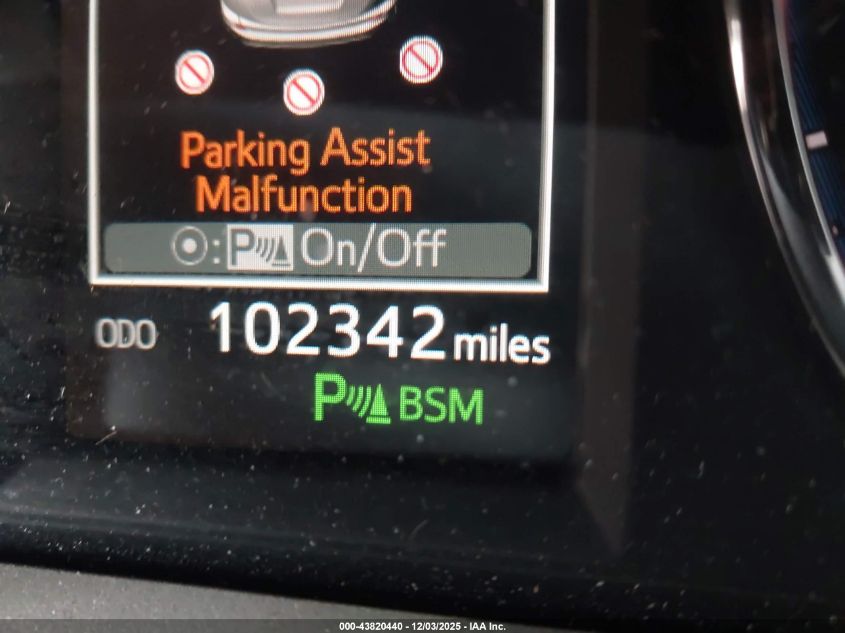 Parking Assist
Malfunction
: P On/Off
ODO 102342 miles
P BSM
000-43820440 - 12/03/2025 - IAA Inc.